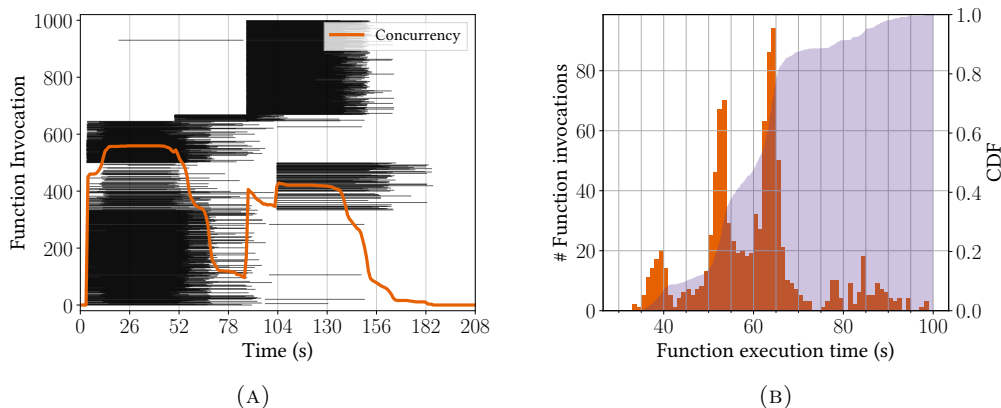 1000
800
600
400
200
0
Function Invocation
Concurrency
0 26 52 78 104 130 156 182 208
Time (s)
(A)
80
60
40
20
0
# Function invocations
1.0
0.8
0.6
0.4
0.2
0.0
CDF
40 60 80 100
Function execution time (s)
(B)